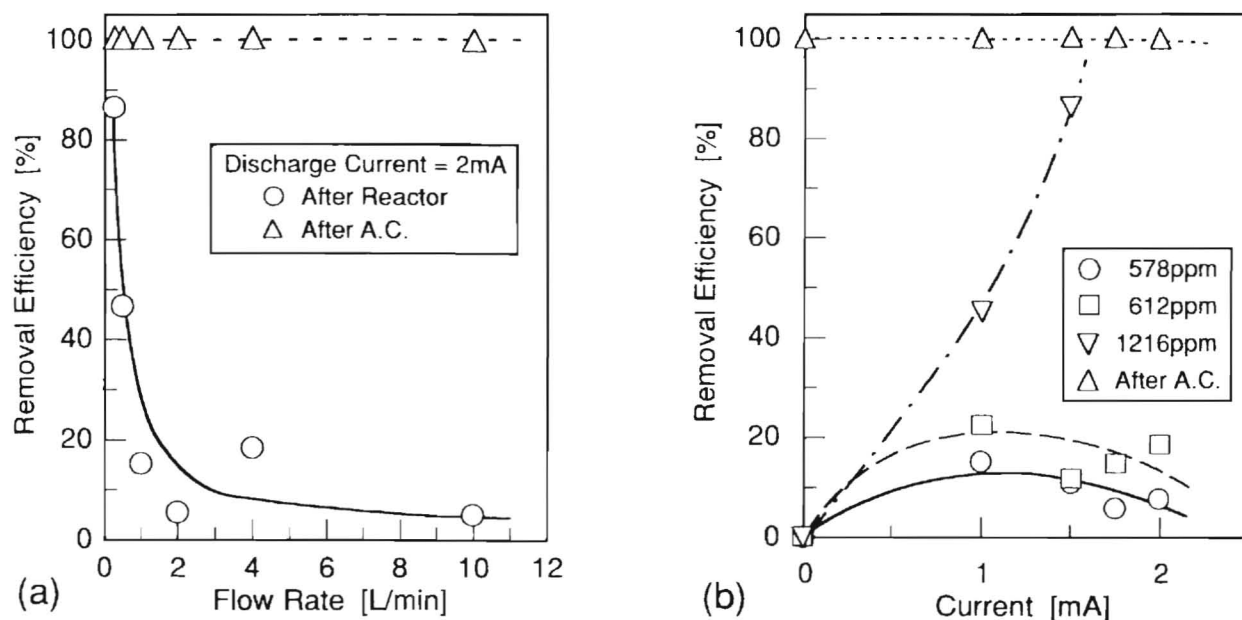 100
80
60
40
20
0
Removal Efficiency [%]
Discharge Current = 2mA
After Reactor
After A.C.
0 2 4 6 8 10 12
Flow Rate [L/min]
(a)
100
80
60
40
20
0
Removal Efficiency [%]
578ppm
612ppm
1216ppm
After A.C.
0 1 2
Current [mA]
(b)